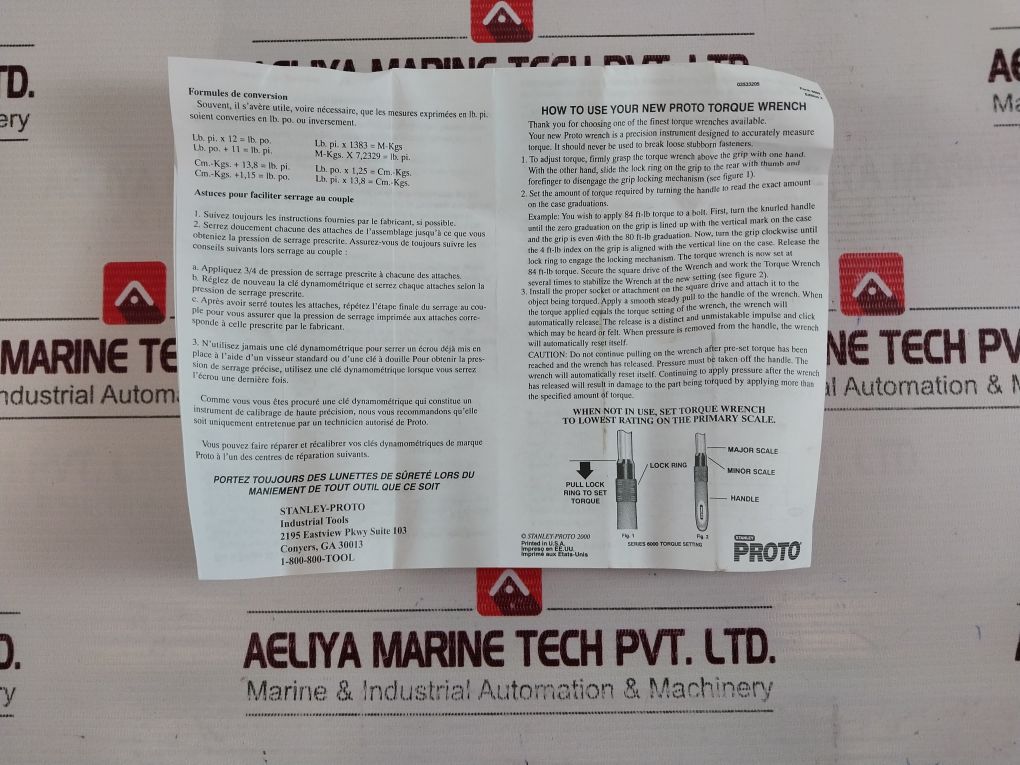 AELIYA MARINE TECH PVT. LTD.
TD.
ery
AE
Ma
Formules de conversion
Souvent, il s'avère utile, voire nécessaire, que les mesures exprimées en lb. pi.
soient converties en lb. po. ou inversement.
Lb. pi. x 12 = lb. po.
Lb. po. + 11 = lb. pi.
Cm.-Kgs. + 13,8 = lb. pi.
Cm.-Kgs. +1,15 = lb. po.
Lb. pi. x 1383 = M-Kgs
M-Kgs. X 7,2329 = lb. pi.
Lb. po. x 1,25 = Cm.-Kgs.
Lb. pi. x 13,8 = Cm.-Kgs.
Astuces pour faciliter serrage au couple
1. Suivez toujours les instructions fournies par le fabricant, si possible.
2. Serrez doucement chacune des attaches de l'assemblage jusqu'à ce que vous
obteniez la pression de serrage prescrite. Assurez-vous de toujours suivre les
conseils suivants lors serrage au couple :
a. Appliquez 3/4 de pression de serrage prescrite à chacune des attaches.
b. Réglez de nouveau la clé dynamométrique et serrez chaque attaches selon la
pression de serrage prescrite.
c. Après avoir serré toutes les attaches, répétez l'étape finale du serrage au cou-
ple pour vous assurer que la pression de serrage imprimée aux attaches corre-
sponde à celle prescrite par le fabricant.
3. N'utilisez jamais une clé dynamométrique pour serrer un écrou déjà mis en
place à l'aide d'un visseur standard ou d'une clé à douille Pour obtenir la pres-
sion de serrage précise, utilisez une clé dynamométrique lorsque vous serrez
l'écrou une dernière fois.
Comme vous vous êtes procuré une clé dynamométrique qui constitue un
instrument de calibrage de haute précision, nous vous recommandons qu'elle
soit uniquement entretenue par un technicien autorisé de Proto.
Vous pouvez faire réparer et récalibrer vos clés dynamométriques de marque
Proto à l'un des centres de réparation suivants.
PORTEZ TOUJOURS DES LUNETTES DE SÛRETÉ LORS DU
MANIEMENT DE TOUT OUTIL QUE CE SOIT
STANLEY-PROTO
Industrial Tools
2195 Eastview Pkwy Suite 103
Conyers, GA 30013
1-800-800-TOOL
HOW TO USE YOUR NEW PROTO TORQUE WRENCH
Thank you for choosing one of the finest torque wrenches available.
Your new Proto wrench is a precision instrument designed to accurately measure
torque. It should never be used to break loose stubborn fasteners.
1. To adjust torque, firmly grasp the torque wrench above the grip with one hand.
With the other hand, slide the lock ring on the grip to the rear with thumb and
forefinger to disengage the grip locking mechanism (see figure 1).
2. Set the amount of torque required by turning the handle to read the exact amount
on the case graduations.
Example: You wish to apply 84 ft-lb torque to a bolt. First, turn the knurled handle
until the zero graduation on the grip is lined up with the vertical mark on the case
and the grip is even with the 80 ft-lb graduation. Now, turn the grip clockwise until
the 4 ft-lb index on the grip is aligned with the vertical line on the case. Release the
lock ring to engage the locking mechanism. The torque wrench is now set at
84 ft-lb torque. Secure the square drive of the Wrench and work the Torque Wrench
several times to stabilize the Wrench at the new setting (see figure 2).
3. Install the proper socket or attachment on the square drive and attach it to the
object being torqued. Apply a smooth steady pull to the handle of the wrench. When
the torque applied equals the torque setting of the wrench, the wrench will
automatically release. The release is a distinct and unmistakable impulse and click
which may be heard or felt. When pressure is removed from the handle, the wrench
will automatically reset itself.
CAUTION: Do not continue pulling on the wrench after pre-set torque has been
reached and the wrench has released. Pressure must be taken off the handle. The
wrench will automatically reset itself. Continuing to apply pressure after the wrench
has released will result in damage to the part being torqued by applying more than
the specified amount of torque.
WHEN NOT IN USE, SET TORQUE WRENCH
TO LOWEST RATING ON THE PRIMARY SCALE.
PULL LOCK
RING TO SET
TORQUE
LOCK RING
MAJOR SCALE
MINOR SCALE
HANDLE
Fig. 1
Fig. 2
SERIES 6000 TORQUE SETTING
© STANLEY-PROTO 2000
Printed in U.S.A.
Impreso en EE.UU.
Imprimé aux États-Unis
STANLEY
PROTO
MARINE TE
ndustrial Autom
NE TECH PV
al Automation & M
D.
ry
AELIYA MARINE TECH PVT. LTD.
Marine & Industrial Automation & Machinery